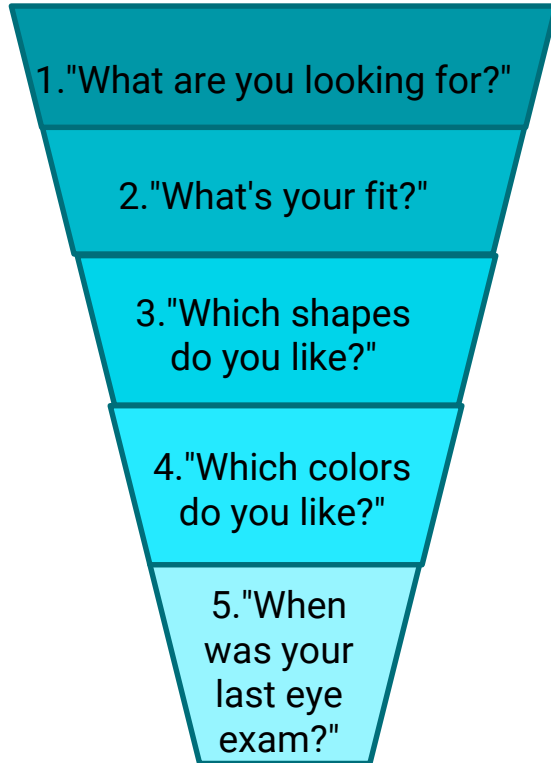 1."What are you looking for?"
2."What's your fit?"
3."Which shapes
do you like?"
4."Which colors
do you like?"
5."When
was your
last eye
exam?"